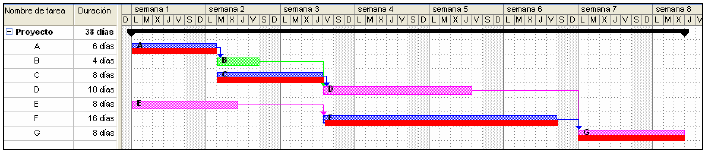 Nombre de tarea Duración semana 1 semana 2 semana 3 semana 4 semana 5 semana 6 semana 7 semana 8
D L M X J V S D L M X J V S D L M X J V S D L M X J V S D L M X J V S D L M X J V S D L M X J V S D L M X J V
Proyecto 38 días
A 6 días A
B 4 días B
C 8 días C
D 10 días D
E 8 días E
F 16 días F
G 8 días G